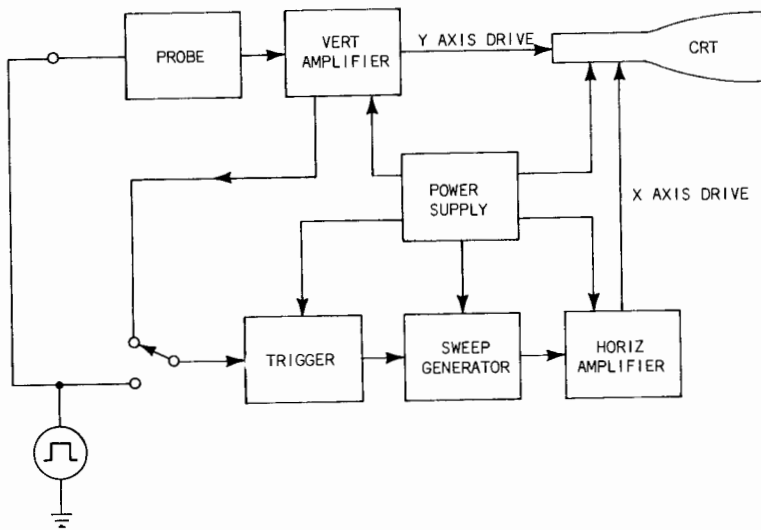 PROBE
VERT
AMPLIFIER
Y AXIS DRIVE
CRT
POWER
SUPPLY
X AXIS DRIVE
TRIGGER
SWEEP
GENERATOR
HORIZ
AMPLIFIER